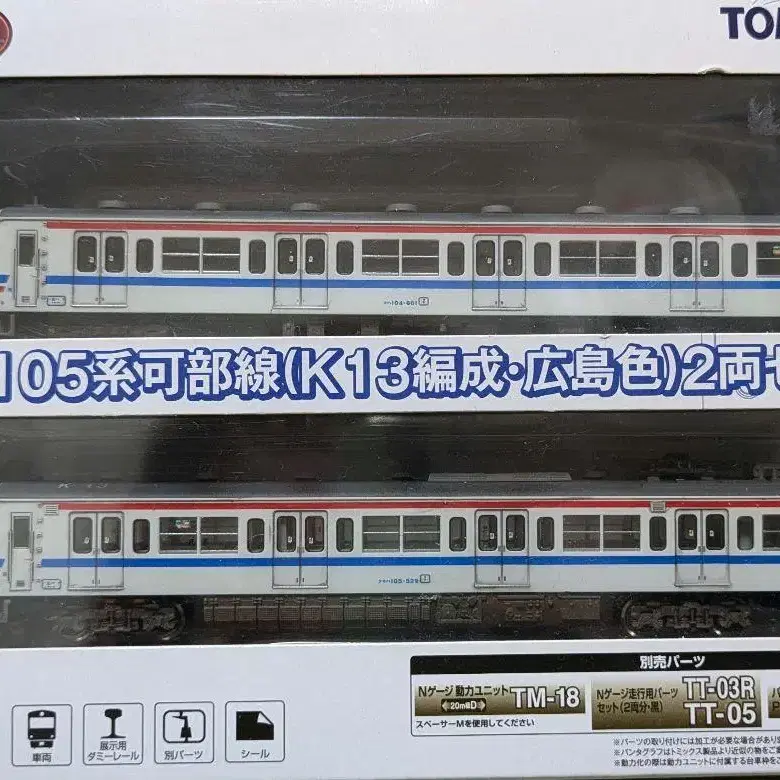 TOM
104-601
105系可部線(K13編成・広島色)2両セ
K13
105-529
別売パーツ
Nゲージ 動力ユニット TM-18
20m級D
スペーサーMを使用してください
Nゲージ走行用パーツ
セット(2両分・黒)
TT-03R
TT-05
車両
展示用
ダミーレール
別パーツ
シール
※パーツの取り付けには加工が必要な場合があり
※パンタグラフはトミックス製品より近似の物をご
※動力化の際は動力ユニットに付属する台車枠を